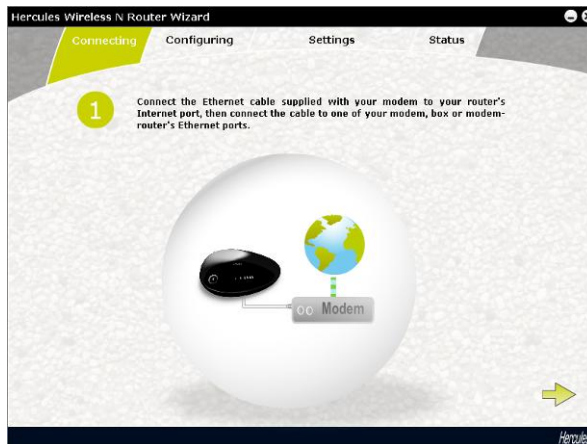 Hercules Wireless N Router Wizard
Connecting
Configuring
Settings
Status
1
Connect the Ethernet cable supplied with your modem to your router's
Internet port, then connect the cable to one of your modem, box or modem-
router's Ethernet ports.
Modem